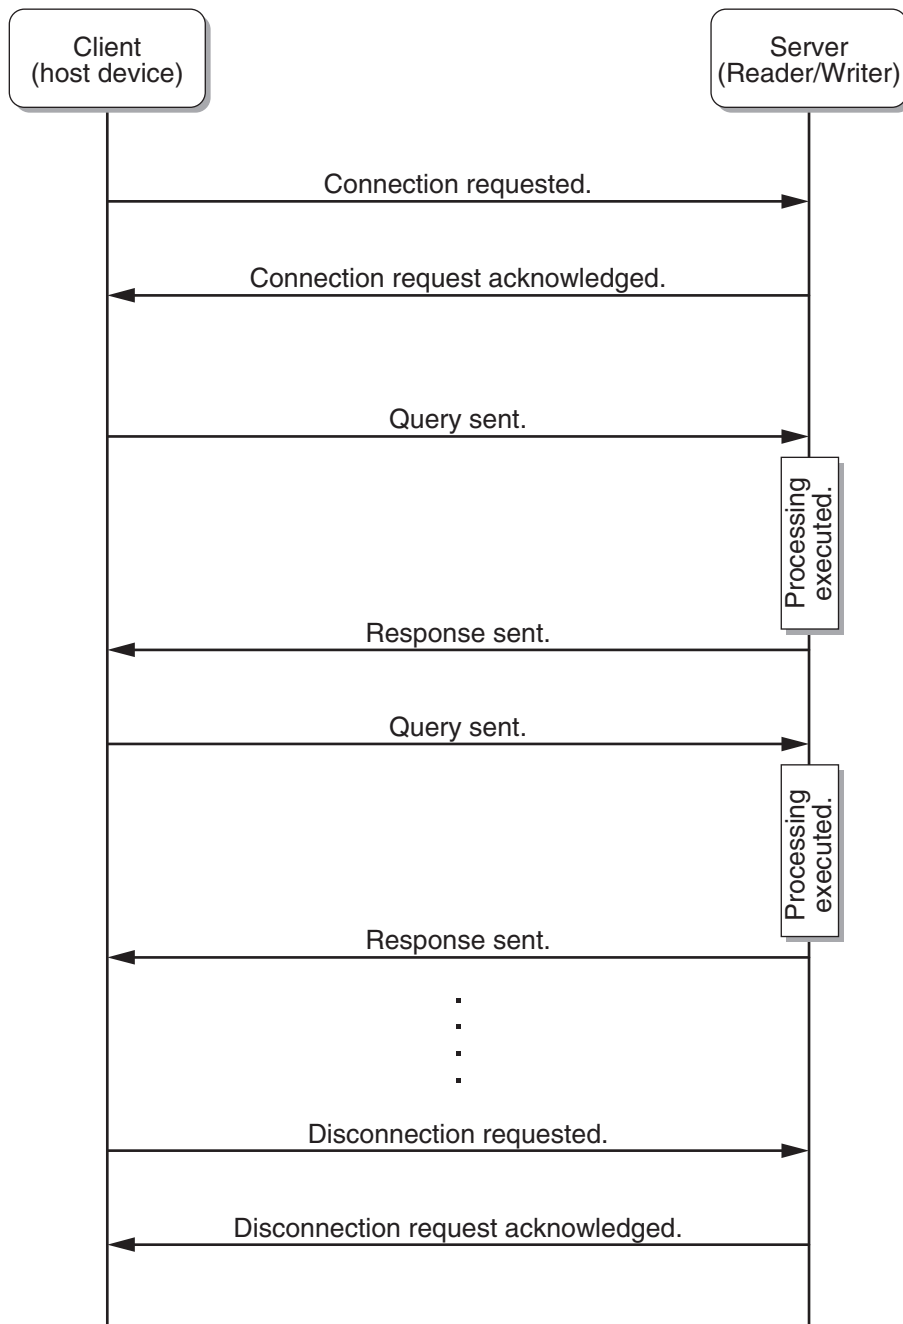 Client
(host device)
Server
(Reader/Writer)
Connection requested.
Connection request acknowledged.
Query sent.
Processing
executed.
Response sent.
Query sent.
Processing
executed.
Response sent.
Disconnection requested.
Disconnection request acknowledged.